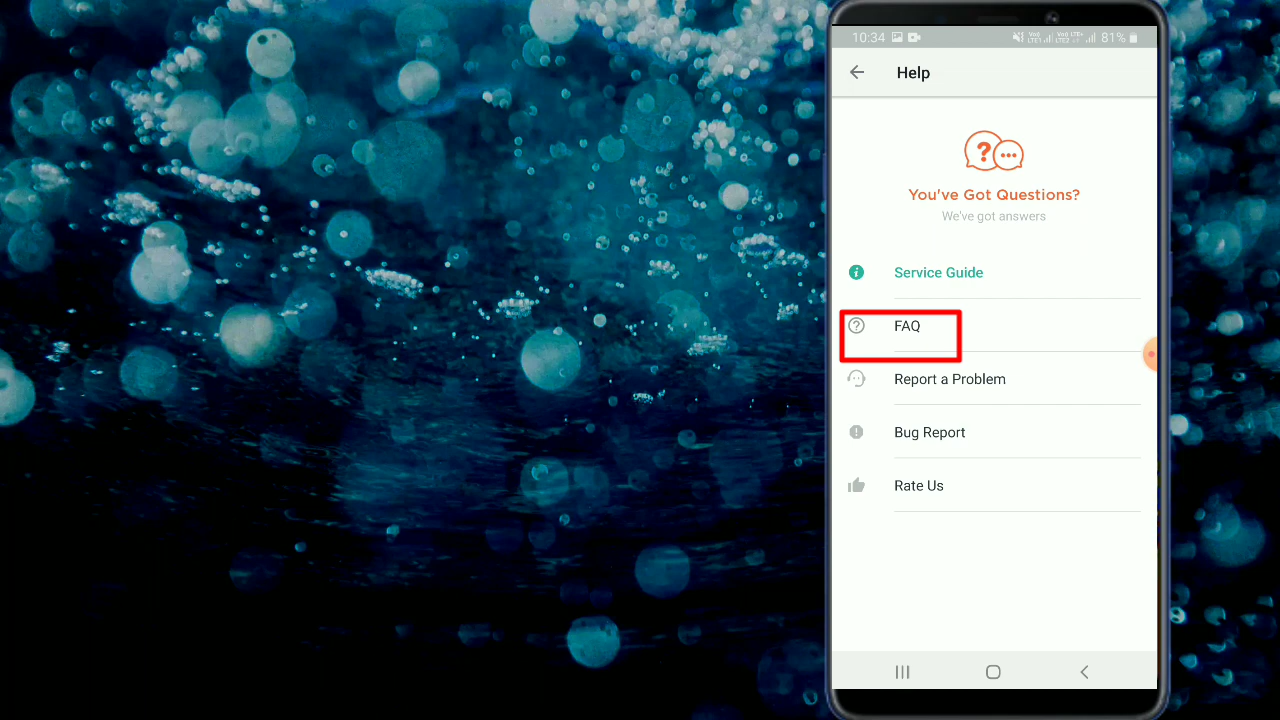 10:34 81%
Help
You've Got Questions?
We've got answers
Service Guide
FAQ
Report a Problem
Bug Report
Rate Us